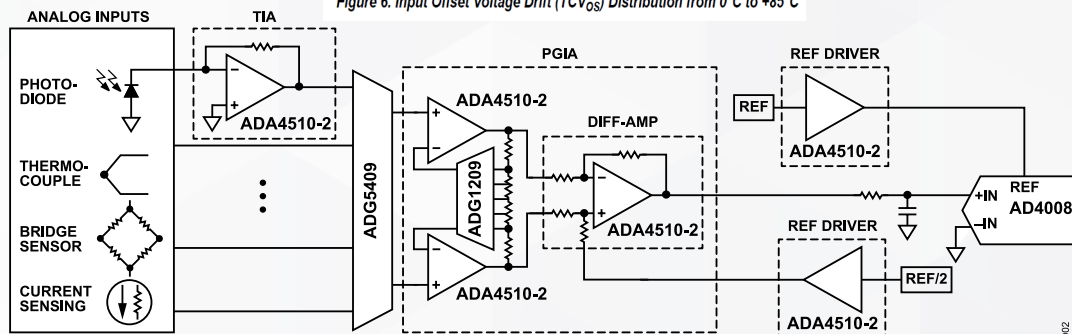 Figure 6. Input Offset Voltage Drift (TCVOS) Distribution from 0°C to +85°C
ANALOG INPUTS
PHOTO-
DIODE
THERMO-
COUPLE
BRIDGE
SENSOR
CURRENT
SENSING
TIA
ADA4510-2
ADG5409
PGIA
ADA4510-2
ADG1209
ADA4510-2
DIFF-AMP
ADA4510-2
REF DRIVER
REF
ADA4510-2
REF
+IN
AD4008
–IN
REF DRIVER
REF/2
ADA4510-2
002